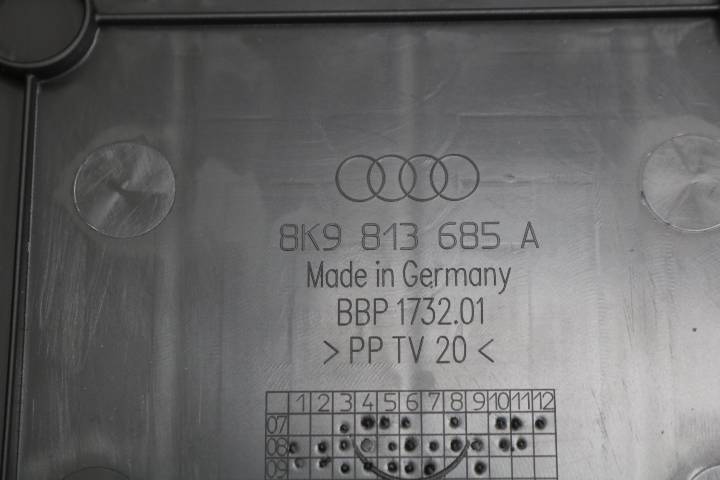 8K9 813 685 A
Made in Germany
BBP 1732.01
> PP TV 20 <
1 2 3 4 5 6 7 8 9 10 11 12
07
08
09